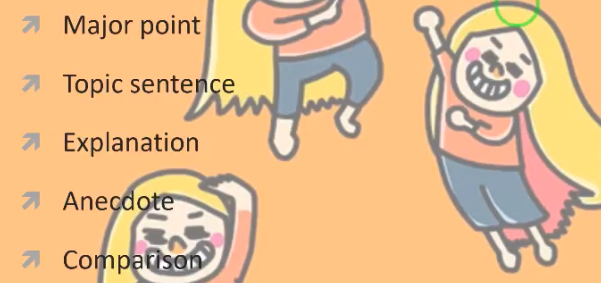 Major point
Topic sentence
Explanation
Anecdote
Comparison